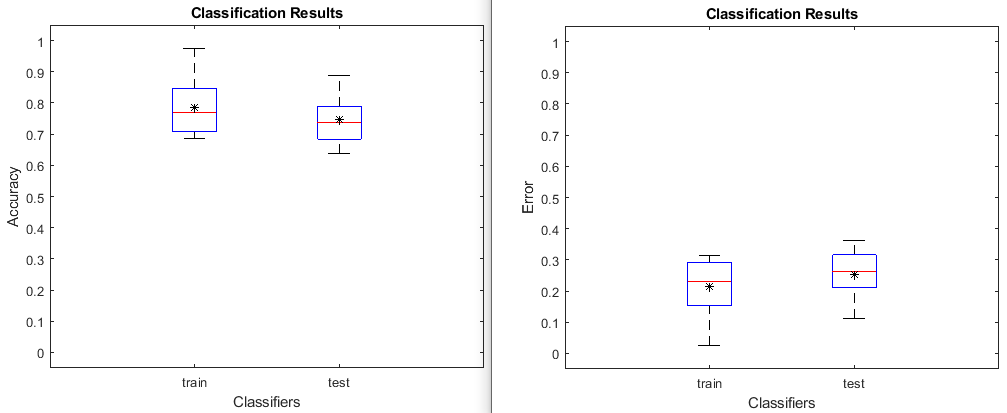 Classification Results
Accuracy
1
0.9
0.8
0.7
0.6
0.5
0.4
0.3
0.2
0.1
0
train test
Classifiers
Classification Results
Error
1
0.9
0.8
0.7
0.6
0.5
0.4
0.3
0.2
0.1
0
train test
Classifiers